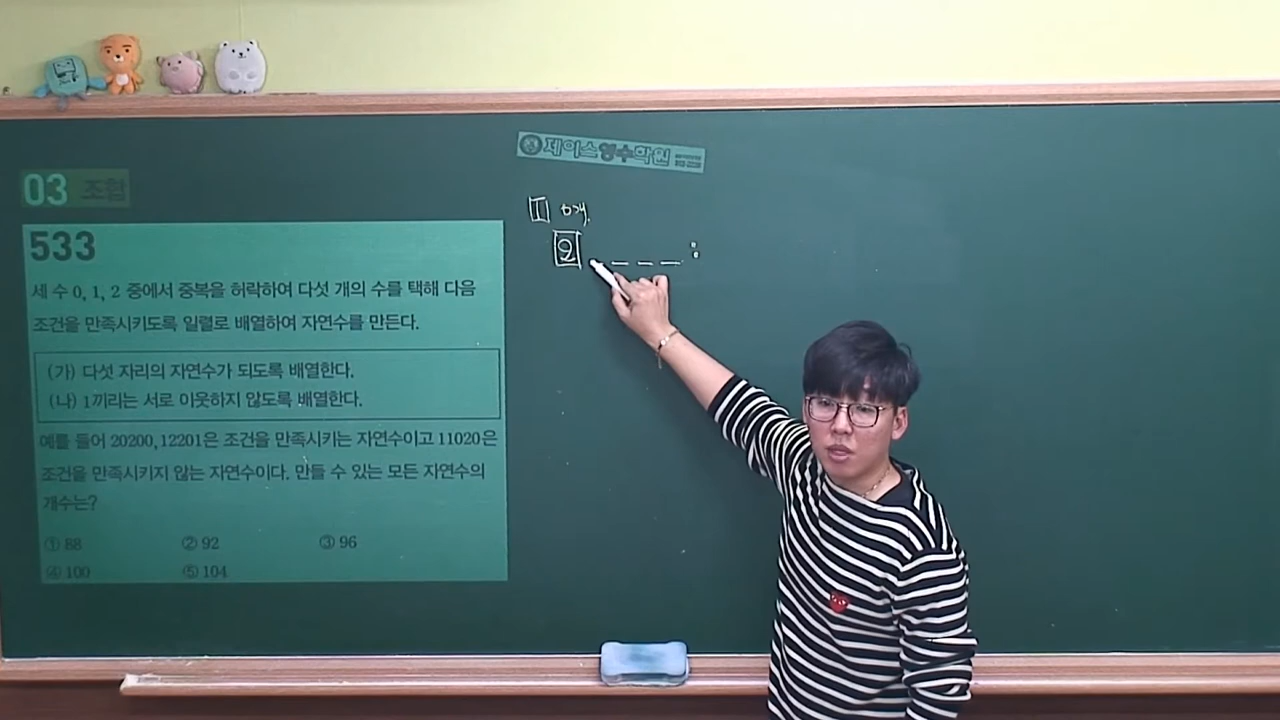 제이스영수학원
03 조합
533
세 수 0, 1, 2 중에서 중복을 허락하여 다섯 개의 수를 택해 다음
조건을 만족시키도록 일렬로 배열하여 자연수를 만든다.
(가) 다섯 자리의 자연수가 되도록 배열한다.
(나) 1끼리는 서로 이웃하지 않도록 배열한다.
예를 들어 20200, 12201은 조건을 만족시키는 자연수이고 11020은
조건을 만족시키지 않는 자연수이다. 만들 수 있는 모든 자연수의
개수는?
① 88 ② 92 ③ 96
④ 100 ⑤ 104
1 0개.
2 _ _ _ _ :